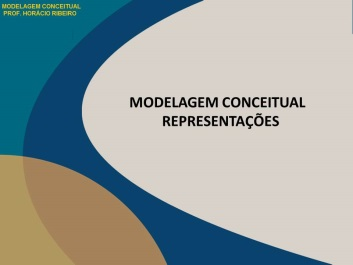 MODELAGEM CONCEITUAL
PROF. HORÁCIO RIBEIRO
MODELAGEM CONCEITUAL
REPRESENTAÇÕES